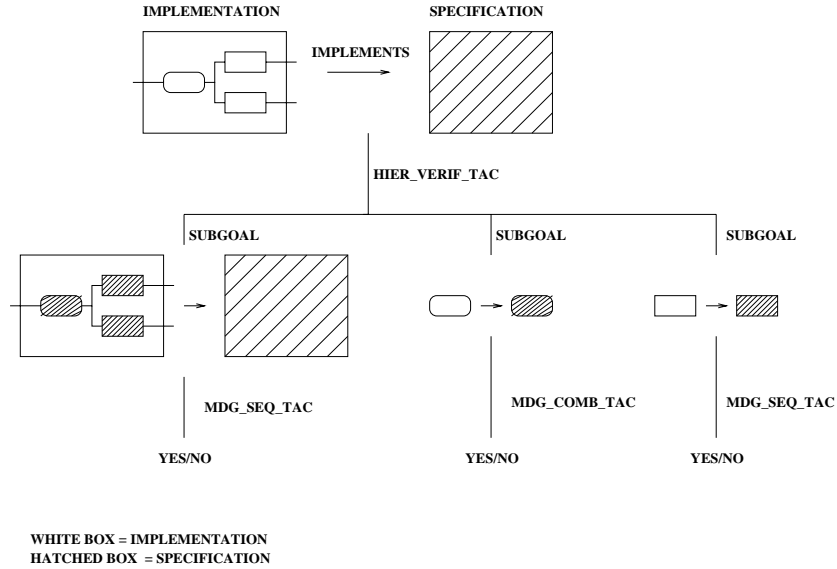 IMPLEMENTATION
SPECIFICATION
IMPLEMENTS
HIER_VERIF_TAC
SUBGOAL
SUBGOAL
SUBGOAL
MDG_SEQ_TAC
MDG_COMB_TAC
MDG_SEQ_TAC
YES/NO
YES/NO
YES/NO
WHITE BOX = IMPLEMENTATION
HATCHED BOX = SPECIFICATION